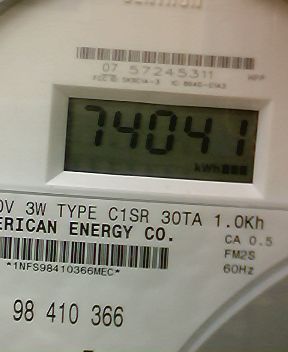 CENTRON
07 57245311
74041
kWh
0V 3W TYPE C1SR 30TA 1.0Kh
ERICAN ENERGY CO.
CA 0.5
FM2S
60Hz
*1NFS98410366MEC*
98 410 366